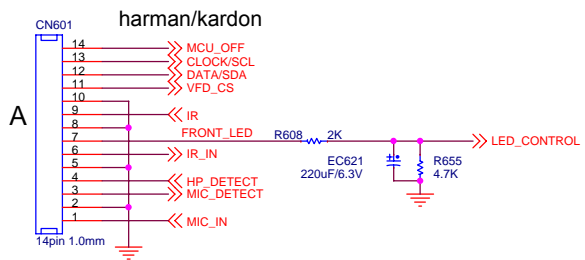 harman/kardon
CN601
14 MCU_OFF
13 CLOCK/SCL
12 DATA/SDA
11 VFD_CS
10
9 IR
8
7 FRONT_LED R608 2K LED_CONTROL
6 IR_IN
5
4 HP_DETECT
3 MIC_DETECT
2
1 MIC_IN
A
EC621
220uF/6.3V
R655
4.7K
14pin 1.0mm